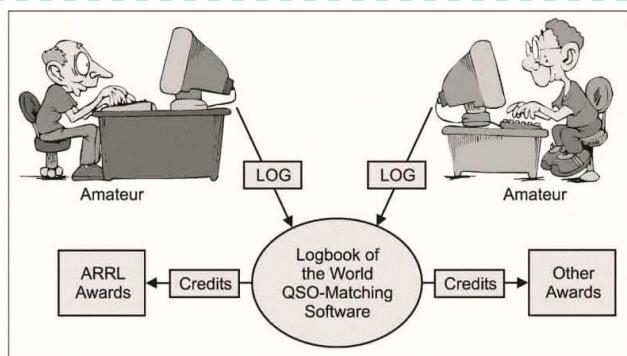 Amateur
Amateur
LOG
LOG
Logbook of
the World
QSO-Matching
Software
ARRL
Awards
Credits
Credits
Other
Awards